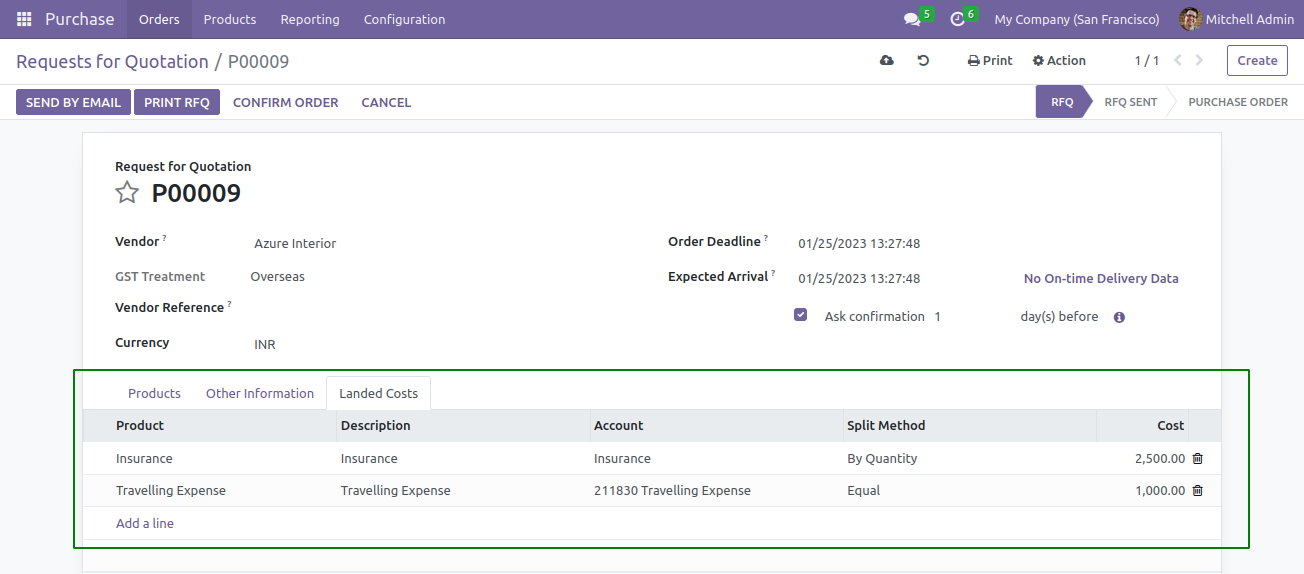 Purchase Orders Products Reporting Configuration 5 6 My Company (San Francisco) Mitchell Admin
Requests for Quotation / P00009 Print Action 1 / 1 Create
SEND BY EMAIL PRINT RFQ CONFIRM ORDER CANCEL RFQ RFQ SENT PURCHASE ORDER
Request for Quotation
P00009
Vendor ? Azure Interior Order Deadline ? 01/25/2023 13:27:48
GST Treatment Overseas Expected Arrival ? 01/25/2023 13:27:48 No On-time Delivery Data
Vendor Reference ? Ask confirmation 1 day(s) before
Currency INR
Products Other Information Landed Costs
Product Description Account Split Method Cost
Insurance Insurance Insurance By Quantity 2,500.00
Travelling Expense Travelling Expense 211830 Travelling Expense Equal 1,000.00
Add a line